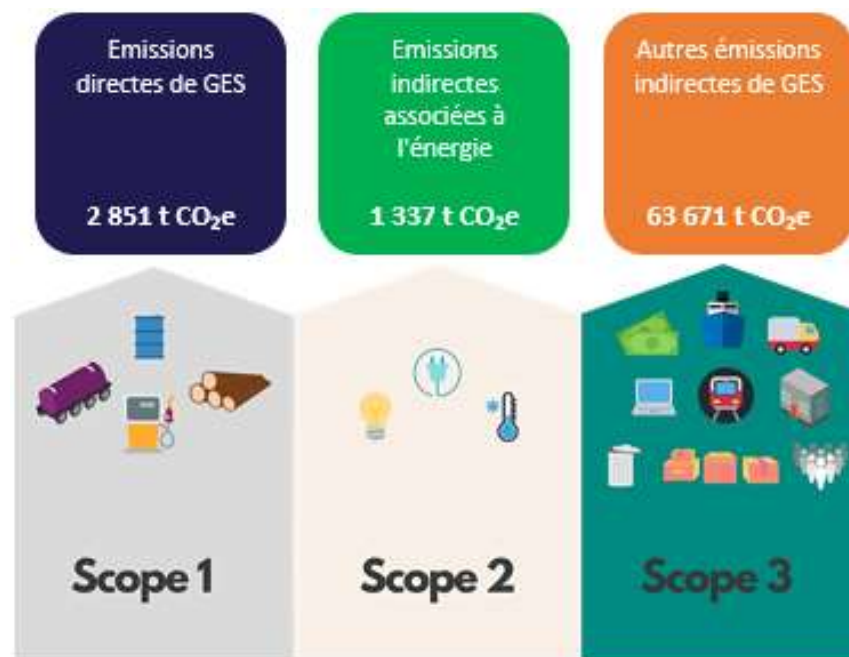 Emissions
directes de GES
2 851 t CO₂e
Emissions
indirectes
associées à
l'énergie
1 337 t CO₂e
Autres émissions
indirectes de GES
63 671 t CO₂e
Scope 1
Scope 2
Scope 3